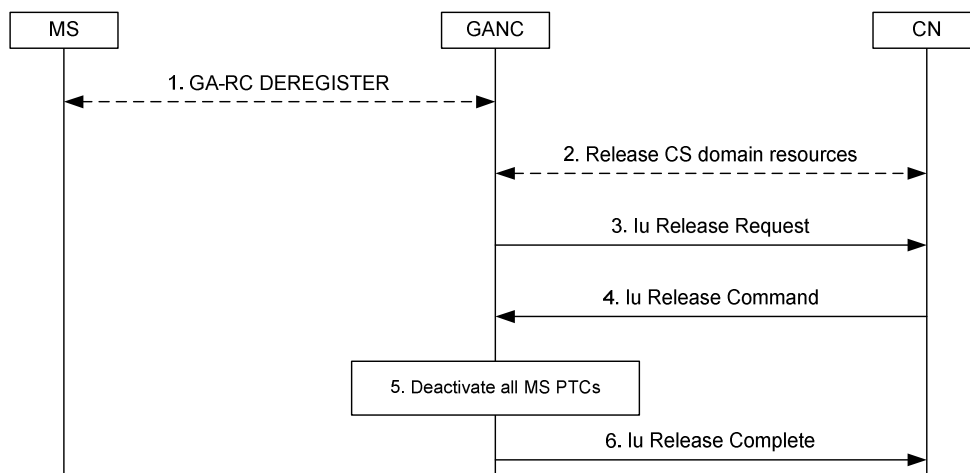 MS
GANC
CN
1. GA-RC DEREGISTER
2. Release CS domain resources
3. Iu Release Request
4. Iu Release Command
5. Deactivate all MS PTCs
6. Iu Release Complete